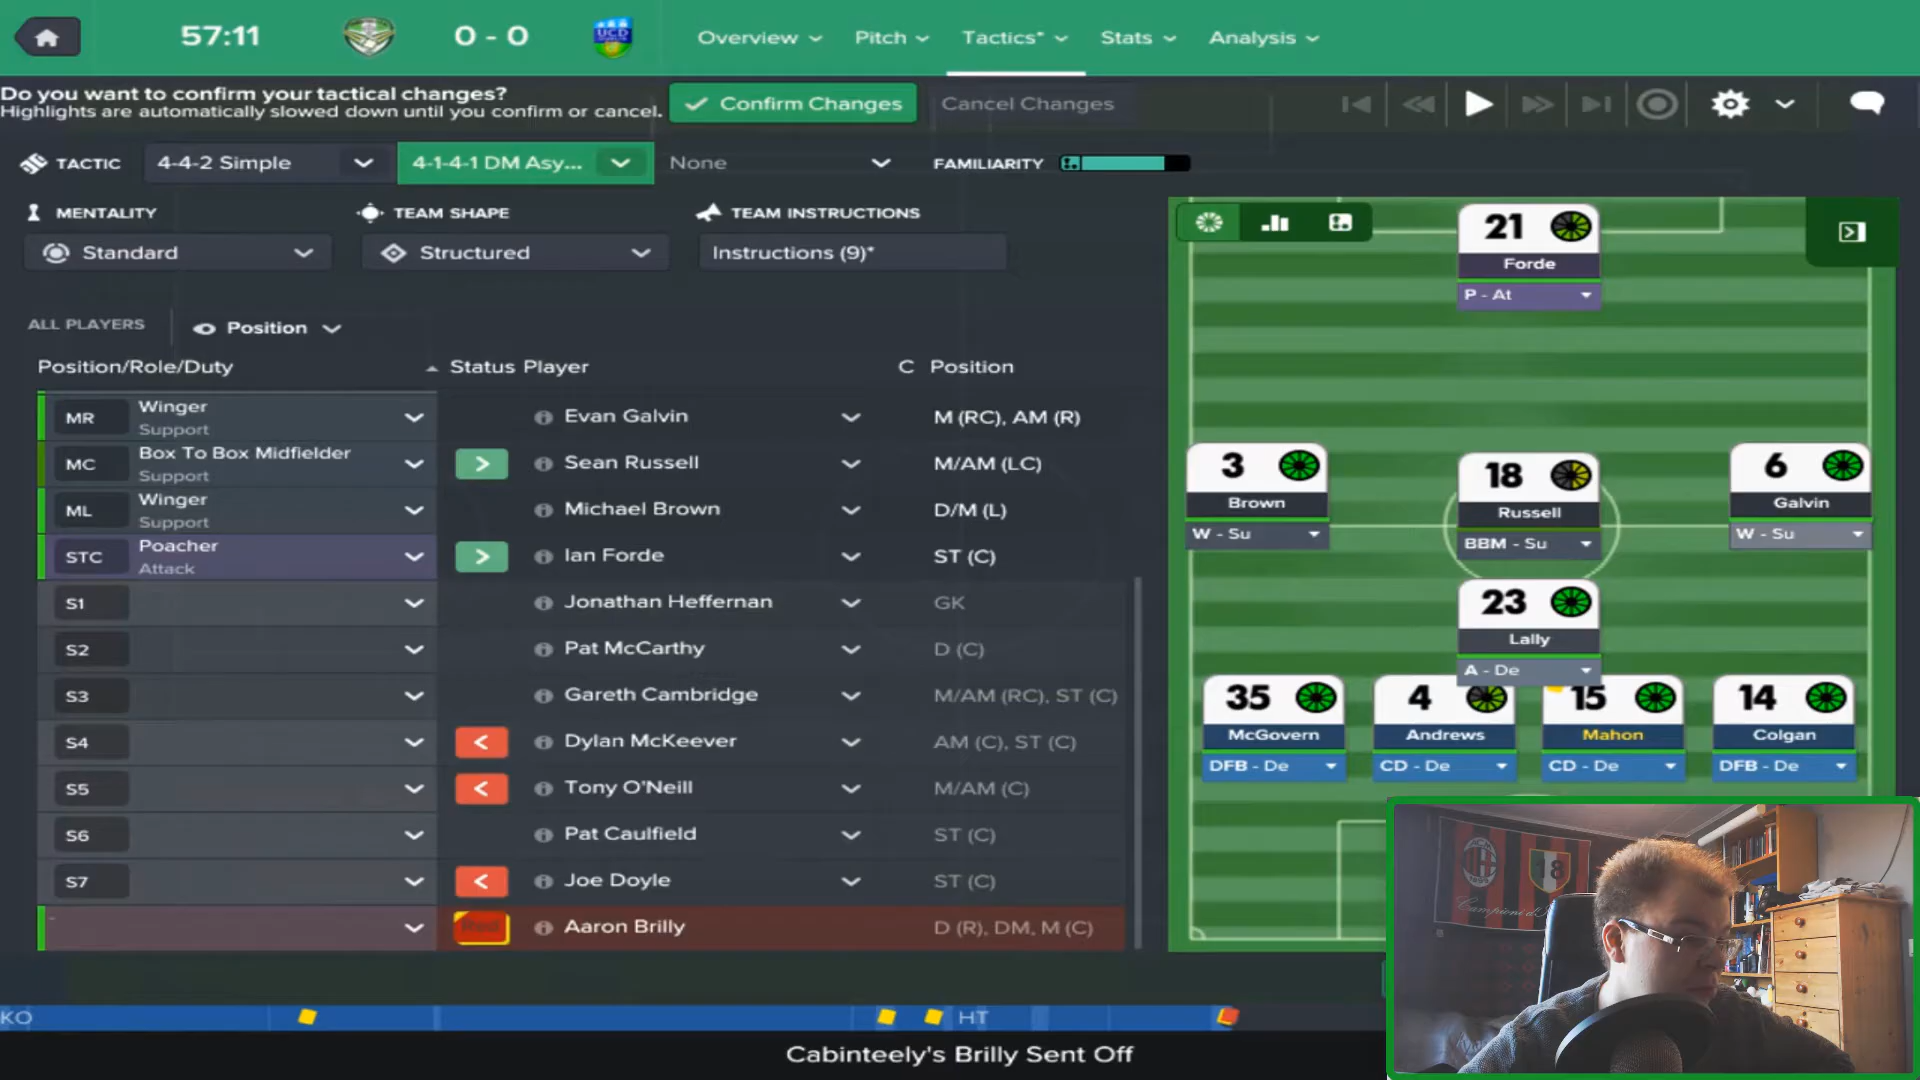 57:11
0 - 0
UCD
Overview
Pitch
Tactics*
Stats
Analysis
Do you want to confirm your tactical changes?
Highlights are automatically slowed down until you confirm or cancel.
Confirm Changes
Cancel Changes
TACTIC
4-4-2 Simple
4-1-4-1 DM Asy...
None
FAMILIARITY
MENTALITY
TEAM SHAPE
TEAM INSTRUCTIONS
Standard
Structured
Instructions (9)*
ALL PLAYERS
Position
Position/Role/Duty
Status Player
C
Position
MR
Winger
Support
Evan Galvin
M (RC), AM (R)
MC
Box To Box Midfielder
Support
Sean Russell
M/AM (LC)
ML
Winger
Support
Michael Brown
D/M (L)
STC
Poacher
Attack
Ian Forde
ST (C)
S1
Jonathan Heffernan
GK
S2
Pat McCarthy
D (C)
S3
Gareth Cambridge
M/AM (RC), ST (C)
S4
Dylan McKeever
AM (C), ST (C)
S5
Tony O'Neill
M/AM (C)
S6
Pat Caulfield
ST (C)
S7
Joe Doyle
ST (C)
-
Red
Aaron Brilly
D (R), DM, M (C)
21
Forde
P - At
3
Brown
W - Su
18
Russell
BBM - Su
6
Galvin
W - Su
23
Lally
A - De
35
McGovern
DFB - De
4
Andrews
CD - De
15
Mahon
CD - De
14
Colgan
DFB - De
KO
HT
Cabinteely's Brilly Sent Off
ACM
18